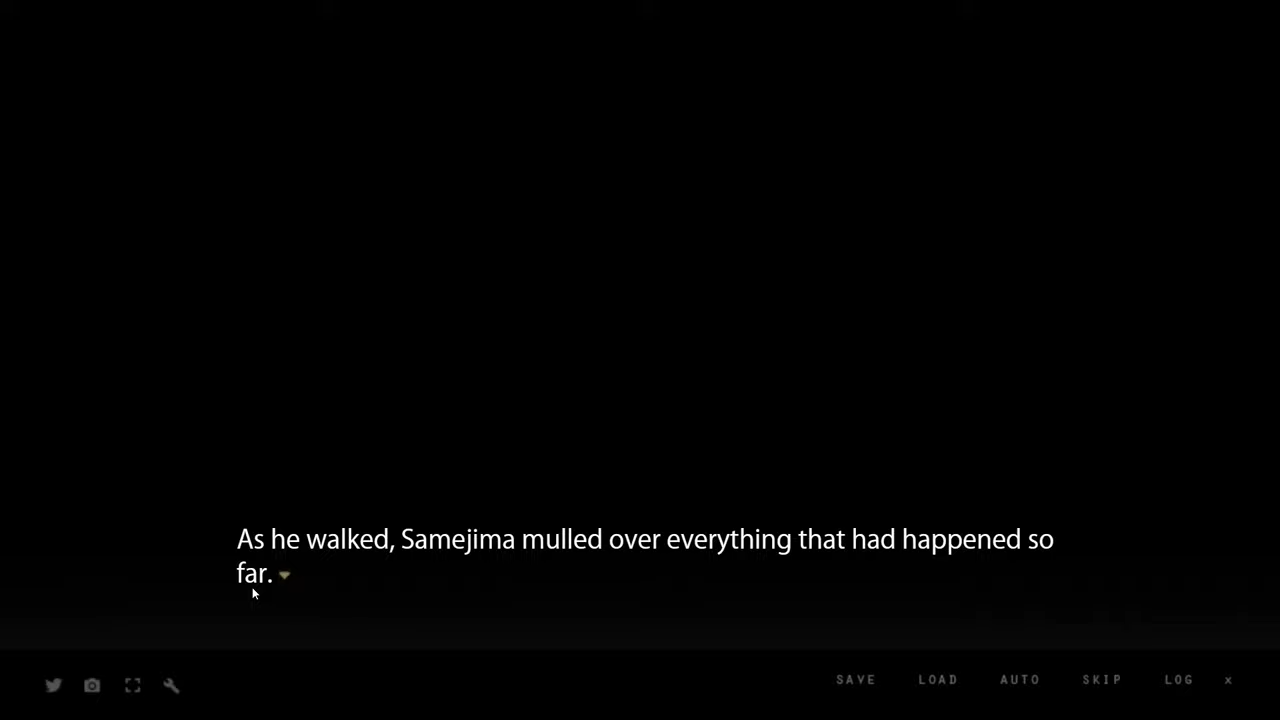 As he walked, Samejima mulled over everything that had happened so
far.
SAVE LOAD AUTO SKIP LOG x